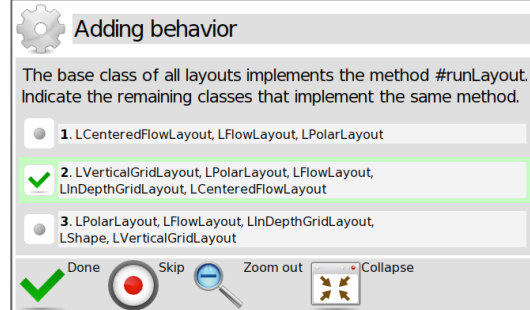 Adding behavior
The base class of all layouts implements the method #runLayout.
Indicate the remaining classes that implement the same method.
1. LCenteredFlowLayout, LFlowLayout, LPolarLayout
2. LVerticalGridLayout, LPolarLayout, LFlowLayout,
LInDepthGridLayout, LCenteredFlowLayout
3. LPolarLayout, LFlowLayout, LInDepthGridLayout,
LShape, LVerticalGridLayout
Done Skip Zoom out Collapse